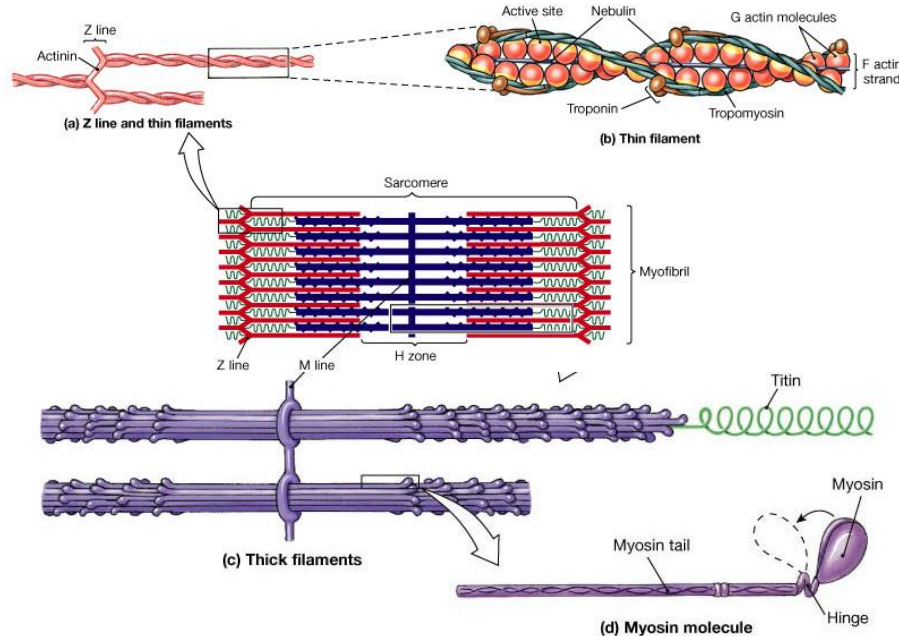 Z line
Actinin
(a) Z line and thin filaments
Active site
Nebulin
G actin molecules
F actin
strand
Troponin
Tropomyosin
(b) Thin filament
Sarcomere
Myofibril
Z line
M line
H zone
Titin
(c) Thick filaments
Myosin
Myosin tail
Hinge
(d) Myosin molecule